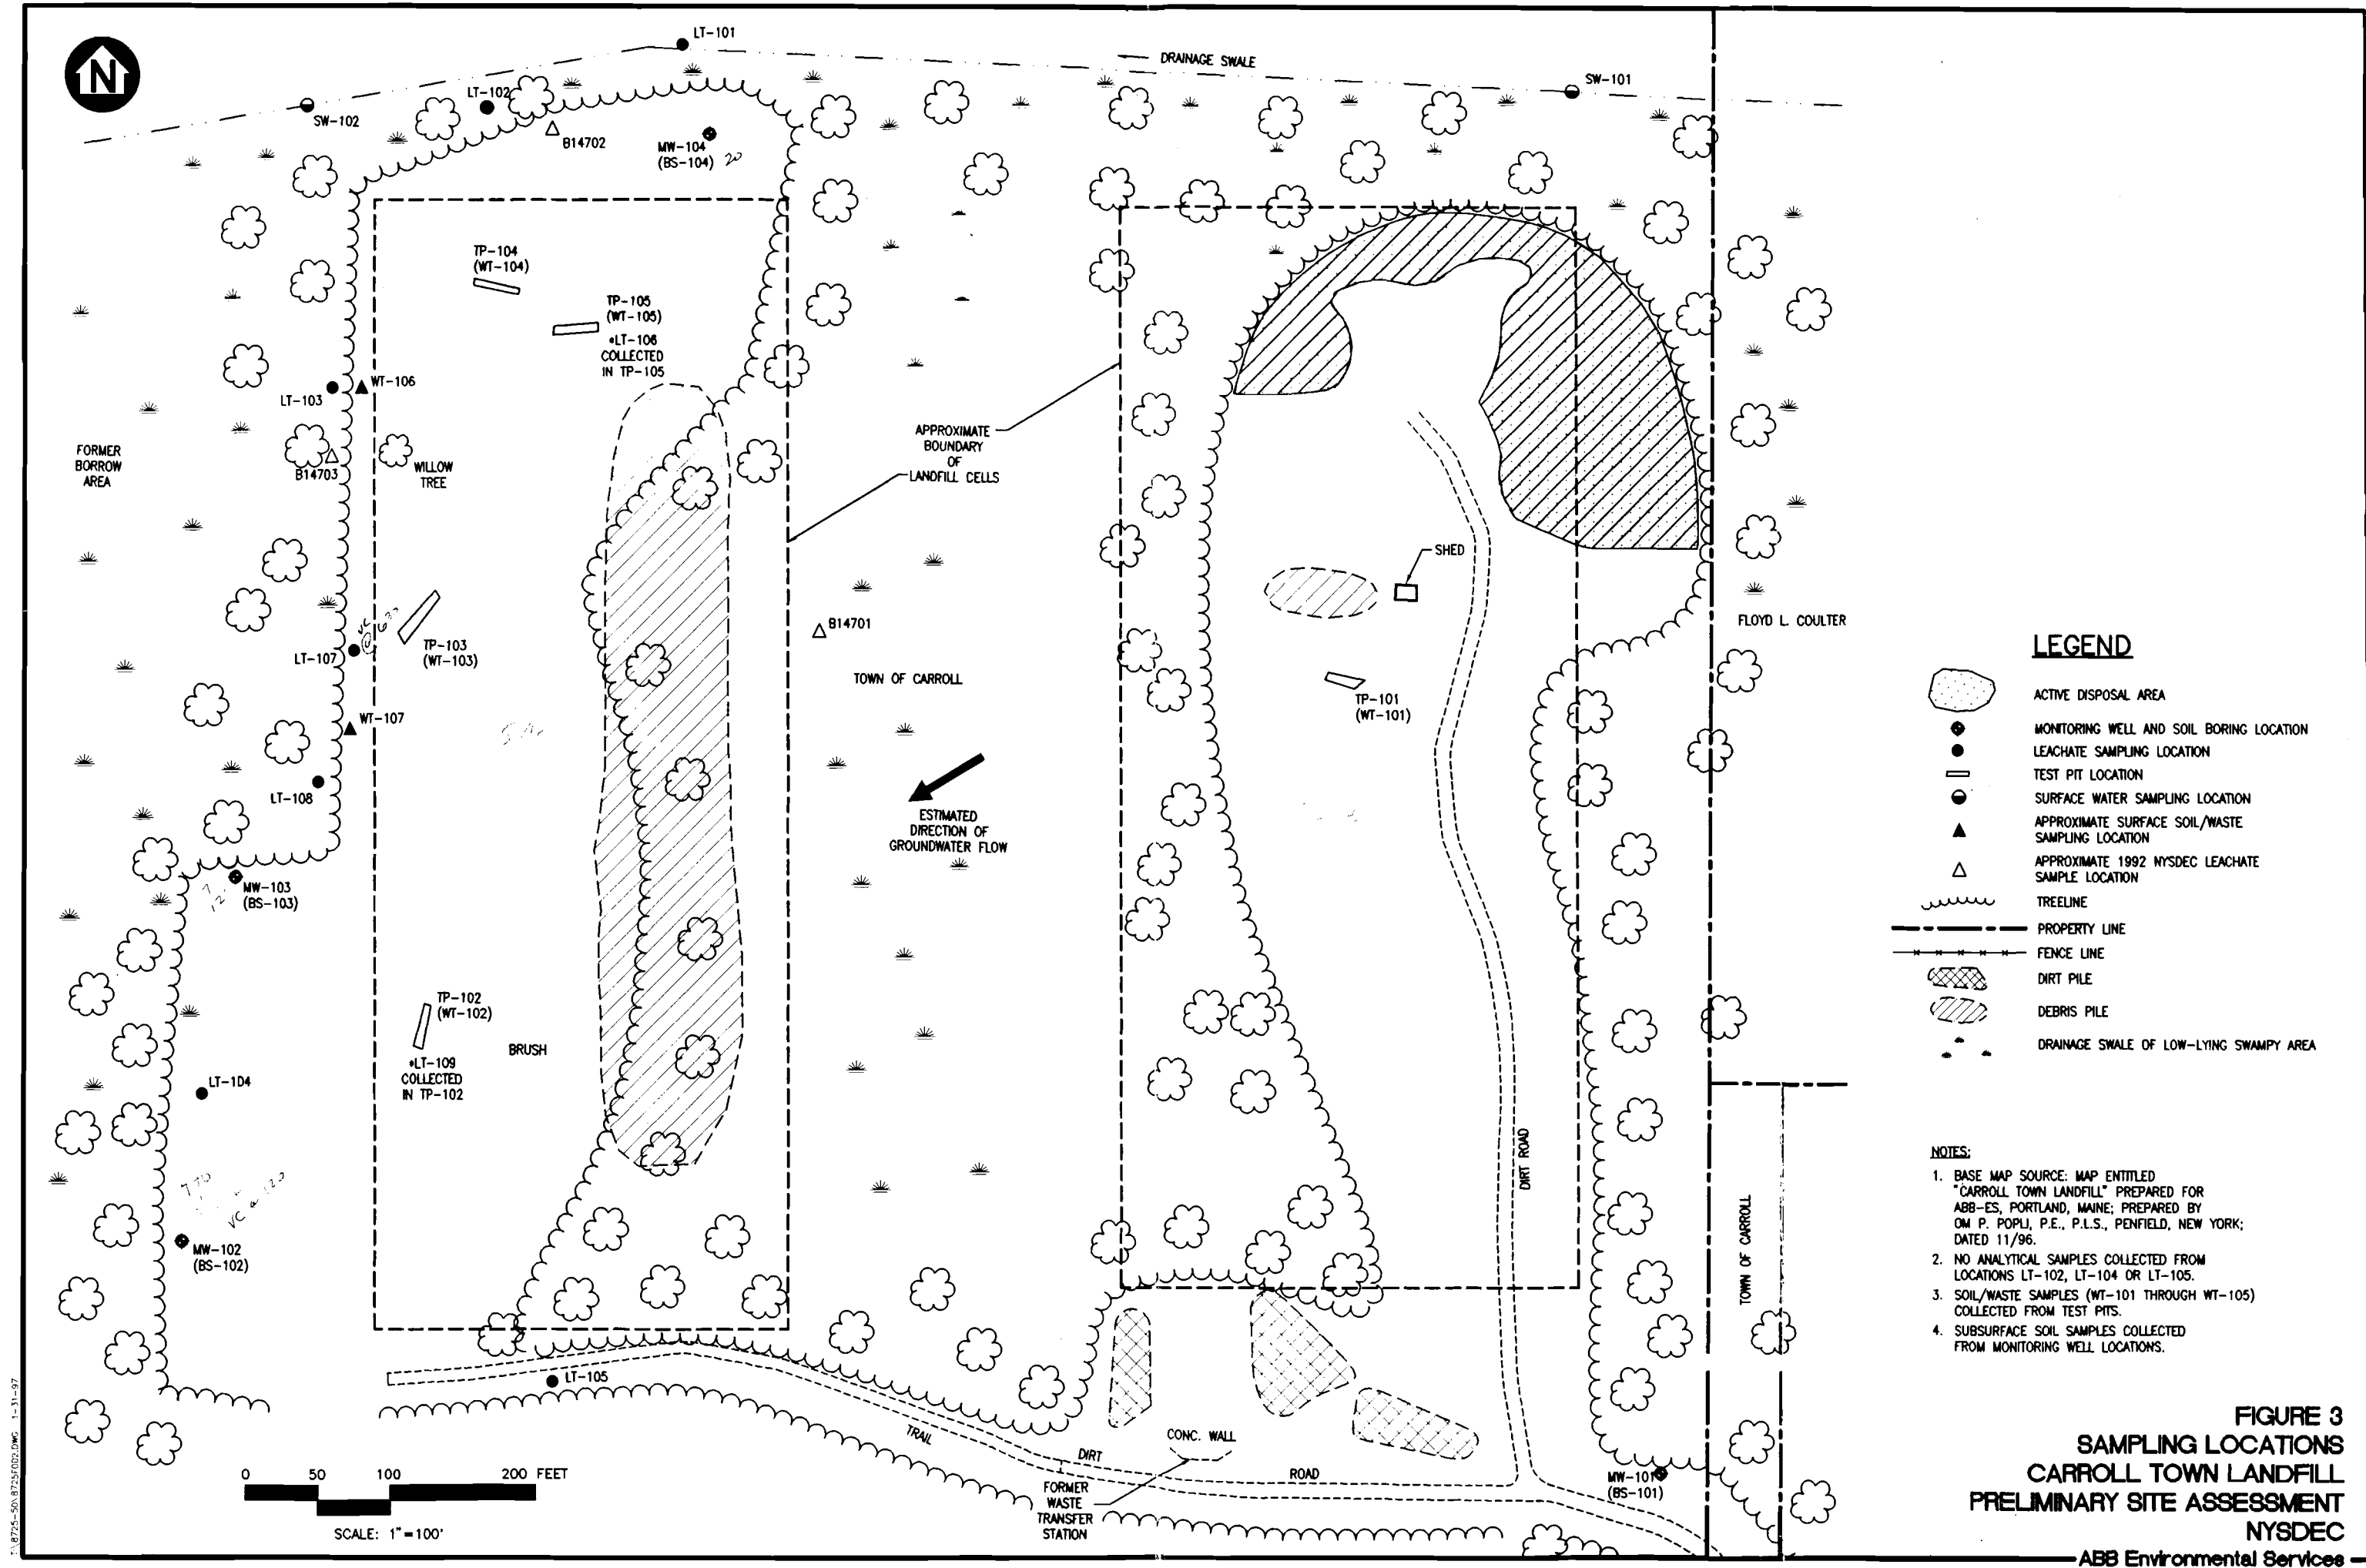 N
LT-101
DRAINAGE SWALE
SW-101
LT-102
SW-102
B14702
MW-104
(BS-104)
20
TP-104
(WT-104)
TP-105
(WT-105)
*LT-106
COLLECTED
IN TP-105
WT-106
LT-103
FORMER
BORROW
AREA
B14703
WILLOW
TREE
APPROXIMATE
BOUNDARY
OF
LANDFILL CELLS
SHED
B14701
FLOYD L. COULTER
TP-103
(WT-103)
LT-107
VC
TOWN OF CARROLL
TP-101
(WT-101)
WT-107
LT-108
ESTIMATED
DIRECTION OF
GROUNDWATER FLOW
MW-103
(BS-103)
TP-102
(WT-102)
BRUSH
*LT-109
COLLECTED
IN TP-102
LT-1D4
770
VC
MW-102
(BS-102)
DIRT ROAD
TOWN OF CARROLL
LT-105
TRAIL
DIRT
ROAD
CONC. WALL
FORMER
WASTE
TRANSFER
STATION
MW-101
(BS-101)
0 50 100 200 FEET
SCALE: 1"=100'
LEGEND
ACTIVE DISPOSAL AREA
MONITORING WELL AND SOIL BORING LOCATION
LEACHATE SAMPLING LOCATION
TEST PIT LOCATION
SURFACE WATER SAMPLING LOCATION
APPROXIMATE SURFACE SOIL/WASTE
SAMPLING LOCATION
APPROXIMATE 1992 NYSDEC LEACHATE
SAMPLE LOCATION
TREELINE
PROPERTY LINE
FENCE LINE
DIRT PILE
DEBRIS PILE
DRAINAGE SWALE OF LOW-LYING SWAMPY AREA
NOTES:
1. BASE MAP SOURCE: MAP ENTITLED
"CARROLL TOWN LANDFILL" PREPARED FOR
ABB-ES, PORTLAND, MAINE; PREPARED BY
OM P. POPLI, P.E., P.L.S., PENFIELD, NEW YORK;
DATED 11/96.
2. NO ANALYTICAL SAMPLES COLLECTED FROM
LOCATIONS LT-102, LT-104 OR LT-105.
3. SOIL/WASTE SAMPLES (WT-101 THROUGH WT-105)
COLLECTED FROM TEST PITS.
4. SUBSURFACE SOIL SAMPLES COLLECTED
FROM MONITORING WELL LOCATIONS.
FIGURE 3
SAMPLING LOCATIONS
CARROLL TOWN LANDFILL
PRELIMINARY SITE ASSESSMENT
NYSDEC
ABB Environmental Services